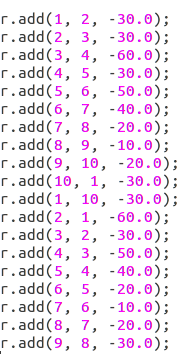 r.add(1, 2, -30.0);
r.add(2, 3, -30.0);
r.add(3, 4, -60.0);
r.add(4, 5, -30.0);
r.add(5, 6, -50.0);
r.add(6, 7, -40.0);
r.add(7, 8, -20.0);
r.add(8, 9, -10.0);
r.add(9, 10, -20.0);
r.add(10, 1, -30.0);
r.add(1, 10, -30.0);
r.add(2, 1, -60.0);
r.add(3, 2, -30.0);
r.add(4, 3, -50.0);
r.add(5, 4, -40.0);
r.add(6, 5, -20.0);
r.add(7, 6, -10.0);
r.add(8, 7, -20.0);
r.add(9, 8, -30.0);